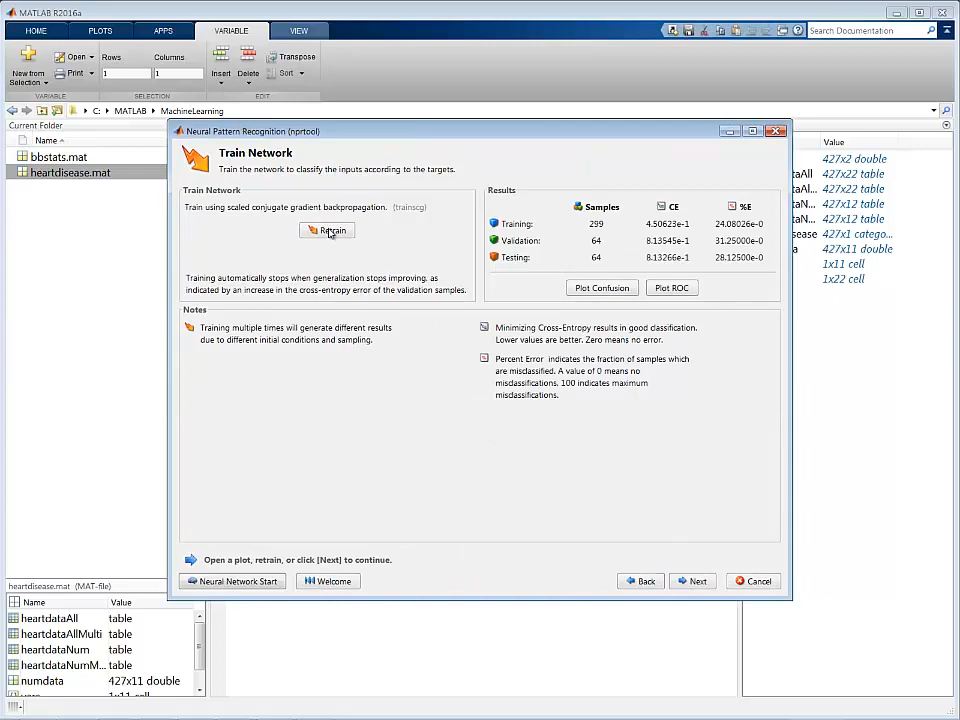 MATLAB R2016a
HOME PLOTS APPS VARIABLE VIEW
Search Documentation
New from Selection
Open
Print
Rows
1
Columns
1
Insert
Delete
Transpose
Sort
VARIABLE SELECTION EDIT
C: MATLAB MachineLearning
Current Folder
Name
bbstats.mat
heartdisease.mat
Neural Pattern Recognition (nprtool)
Train Network
Train the network to classify the inputs according to the targets.
Train Network
Train using scaled conjugate gradient backpropagation. (trainscg)
Retrain
Training automatically stops when generalization stops improving, as
indicated by an increase in the cross-entropy error of the validation samples.
Results
Samples CE %E
Training: 299 4.50623e-1 24.08026e-0
Validation: 64 8.13545e-1 31.25000e-0
Testing: 64 8.13266e-1 28.12500e-0
Plot Confusion Plot ROC
Notes
Training multiple times will generate different results
due to different initial conditions and sampling.
Minimizing Cross-Entropy results in good classification.
Lower values are better. Zero means no error.
Percent Error indicates the fraction of samples which
are misclassified. A value of 0 means no
misclassifications, 100 indicates maximum
misclassifications.
Open a plot, retrain, or click [Next] to continue.
Neural Network Start Welcome Back Next Cancel
Value
427x2 double
taAll 427x22 table
taAl... 427x22 table
taN... 427x12 table
taN... 427x12 table
sease 427x1 catego...
a 427x11 double
1x11 cell
1x22 cell
heartdisease.mat (MAT-file)
Name Value
heartdataAll table
heartdataAllMulti table
heartdataNum table
heartdataNumM... table
numdata 427x11 double